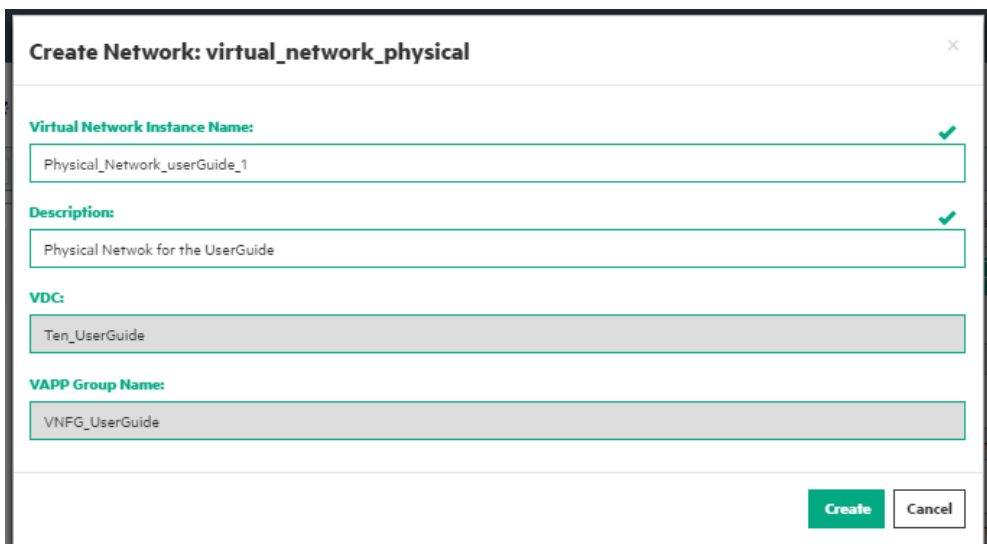 Create Network: virtual_network_physical
×
Virtual Network Instance Name:
Physical_Network_userGuide_1
Description:
Physical Netwok for the UserGuide
VDC:
Ten_UserGuide
VAPP Group Name:
VNFG_UserGuide
Create Cancel